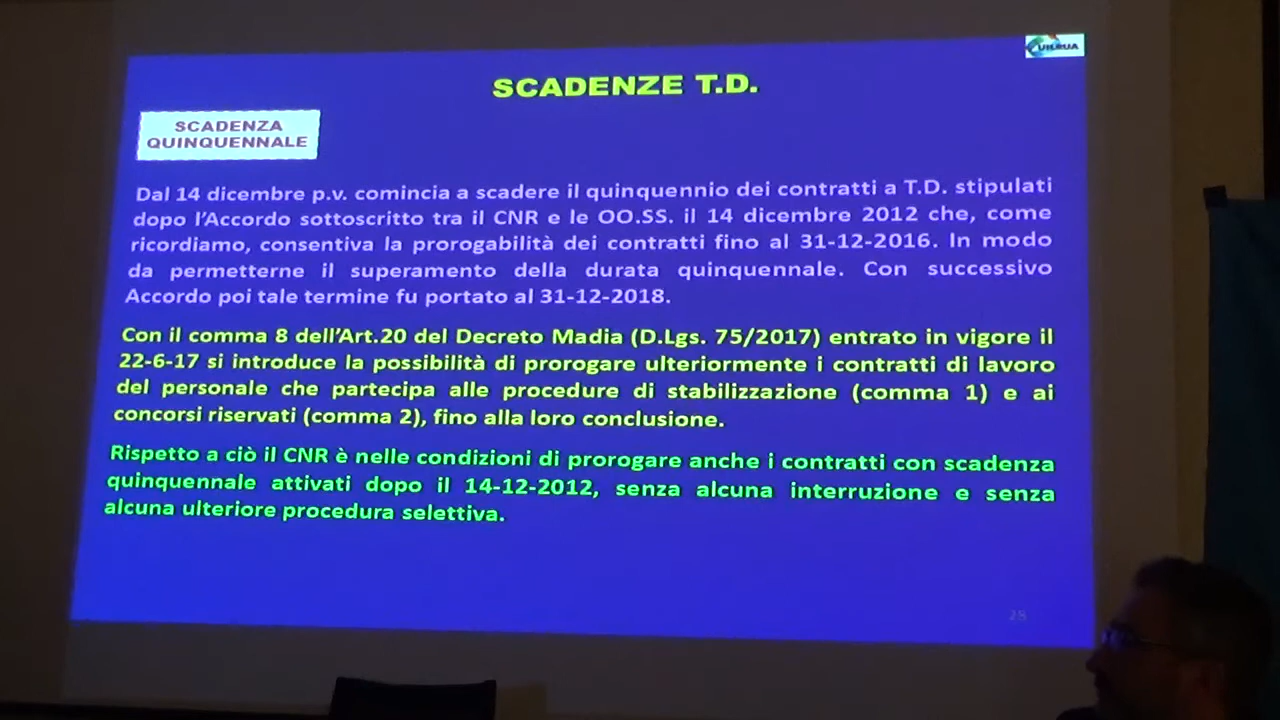 UILRUA
SCADENZE T.D.
SCADENZA
QUINQUENNALE
Dal 14 dicembre p.v. comincia a scadere il quinquennio dei contratti a T.D. stipulati
dopo l'Accordo sottoscritto tra il CNR e le OO.SS. il 14 dicembre 2012 che, come
ricordiamo, consentiva la prorogabilità dei contratti fino al 31-12-2016. In modo
da permetterne il superamento della durata quinquennale. Con successivo
Accordo poi tale termine fu portato al 31-12-2018.
Con il comma 8 dell'Art.20 del Decreto Madia (D.Lgs. 75/2017) entrato in vigore il
22-6-17 si introduce la possibilità di prorogare ulteriormente i contratti di lavoro
del personale che partecipa alle procedure di stabilizzazione (comma 1) e ai
concorsi riservati (comma 2), fino alla loro conclusione.
Rispetto a ciò il CNR è nelle condizioni di prorogare anche i contratti con scadenza
quinquennale attivati dopo il 14-12-2012, senza alcuna interruzione e senza
alcuna ulteriore procedura selettiva.
28